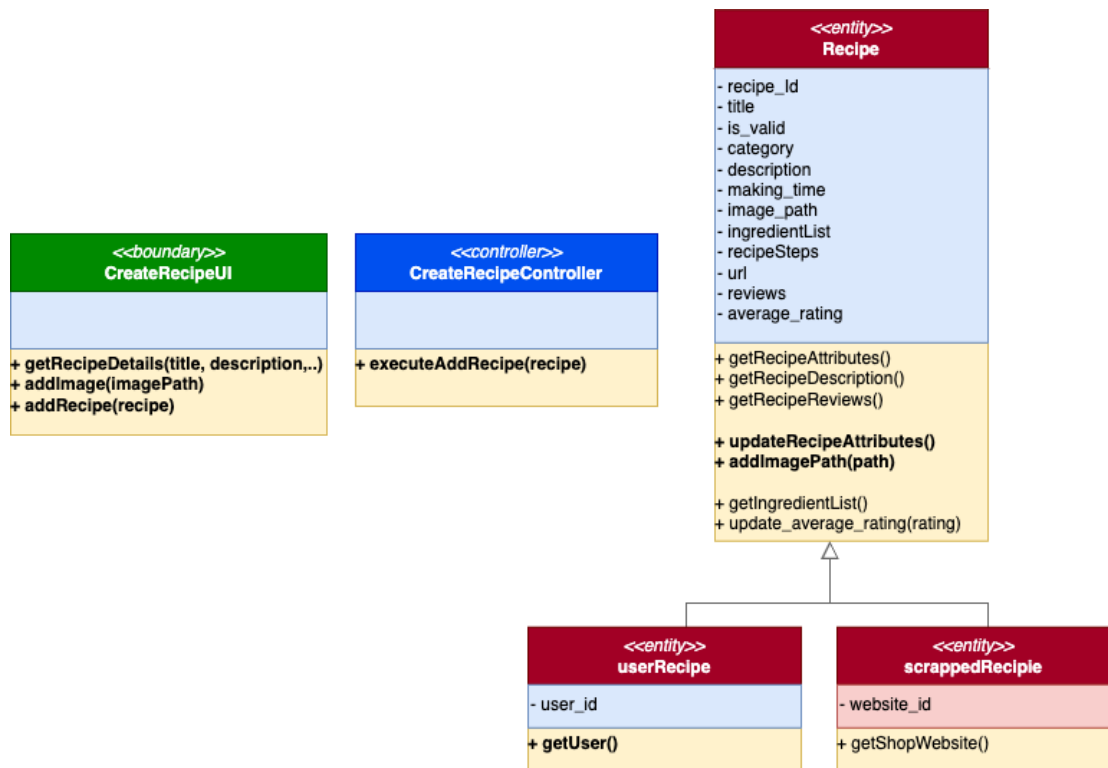 <<entity>>
Recipe
- recipe_Id
- title
- is_valid
- category
- description
- making_time
- image_path
- ingredientList
- recipeSteps
- url
- reviews
- average_rating
+ getRecipeAttributes()
+ getRecipeDescription()
+ getRecipeReviews()
+ updateRecipeAttributes()
+ addImagePath(path)
+ getIngredientList()
+ update_average_rating(rating)
<<boundary>>
CreateRecipeUI
+ getRecipeDetails(title, description,..)
+ addImage(imagePath)
+ addRecipe(recipe)
<<controller>>
CreateRecipeController
+ executeAddRecipe(recipe)
<<entity>>
userRecipe
- user_id
+ getUser()
<<entity>>
scrappedRecipie
- website_id
+ getShopWebsite()